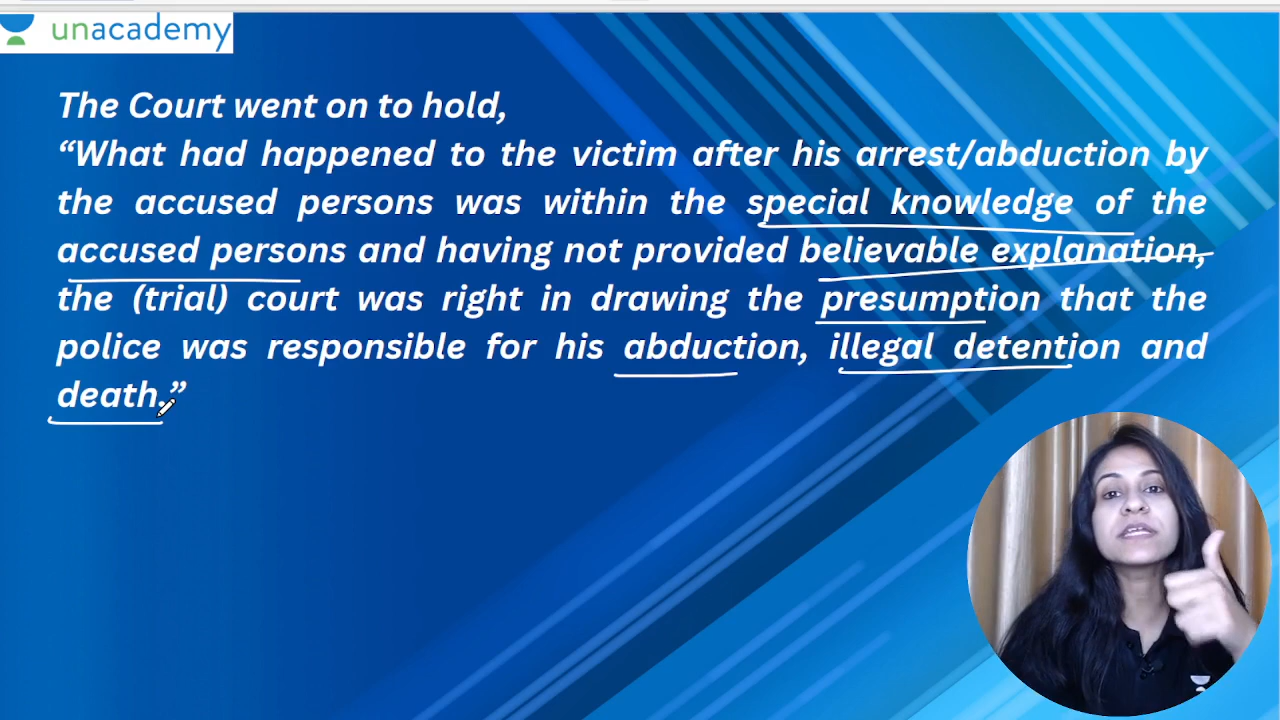 unacademy
The Court went on to hold,
“What had happened to the victim after his arrest/abduction by
the accused persons was within the special knowledge of the
accused persons and having not provided believable explanation,
the (trial) court was right in drawing the presumption that the
police was responsible for his abduction, illegal detention and
death.”